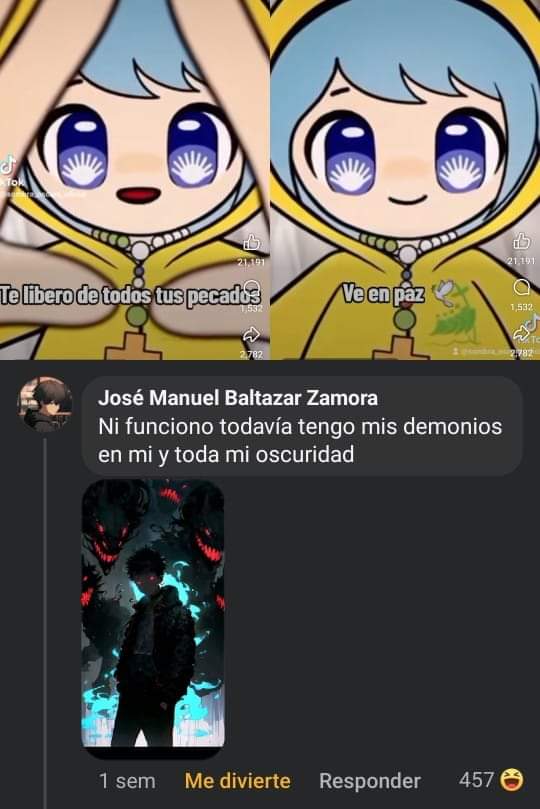 Te libero de todos tus pecados
21,191
1,532
2,782
Ve en paz
21,191
1,532
2,782
José Manuel Baltazar Zamora
Ni funciono todavía tengo mis demonios
en mi y toda mi oscuridad
1 sem Me divierte Responder 457